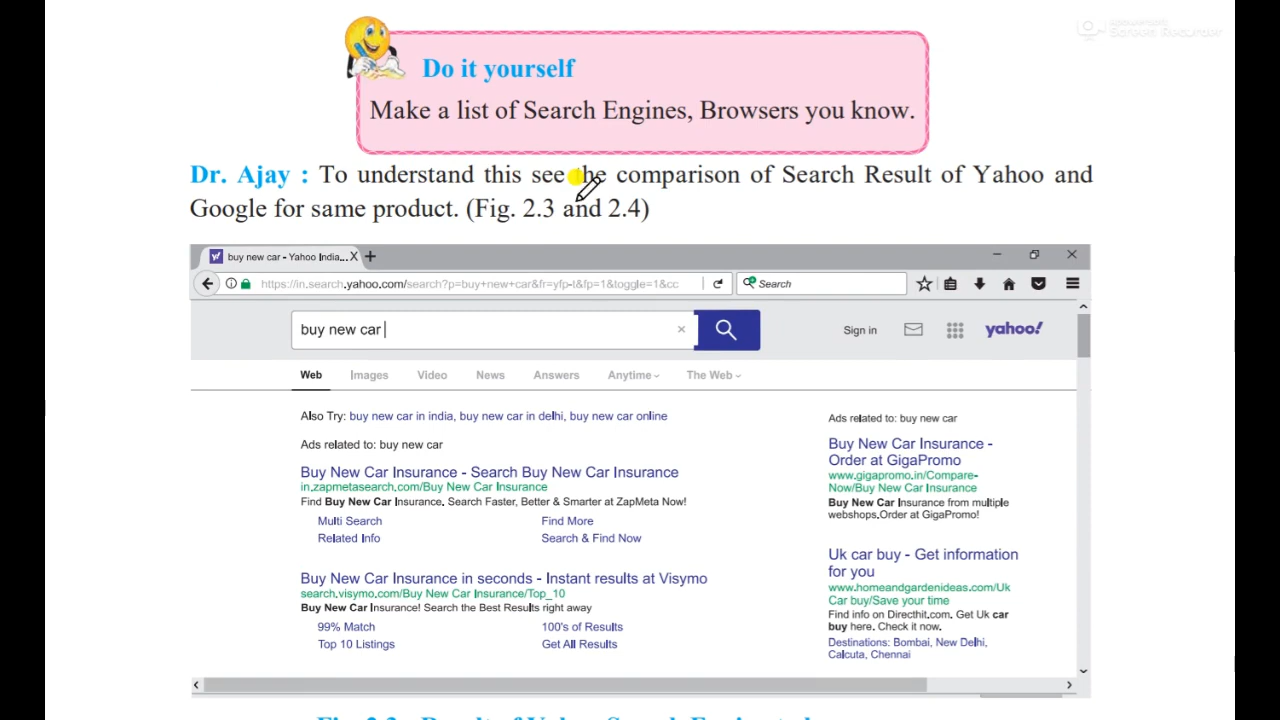 Screen Recorder
Do it yourself
Make a list of Search Engines, Browsers you know.
Dr. Ajay : To understand this see the comparison of Search Result of Yahoo and
Google for same product. (Fig. 2.3 and 2.4)
buy new car - Yahoo India... X +
https://in.search.yahoo.com/search?p=buy+new+car&fr=yfp-t&fp=1&toggle=1&cc
Search
buy new car
Sign in
yahoo!
Web Images Video News Answers Anytime The Web
Also Try: buy new car in india, buy new car in delhi, buy new car online
Ads related to: buy new car
Buy New Car Insurance - Search Buy New Car Insurance
in.zapmetasearch.com/Buy New Car Insurance
Find Buy New Car Insurance. Search Faster, Better & Smarter at ZapMeta Now!
Multi Search Find More
Related Info Search & Find Now
Buy New Car Insurance in seconds - Instant results at Visymo
search.visymo.com/Buy New Car Insurance/Top_10
Buy New Car Insurance! Search the Best Results right away
99% Match 100's of Results
Top 10 Listings Get All Results
Ads related to: buy new car
Buy New Car Insurance -
Order at GigaPromo
www.gigapromo.in/Compare-
Now/Buy New Car Insurance
Buy New Car Insurance from multiple
webshops.Order at GigaPromo!
Uk car buy - Get information
for you
www.homeandgardenideas.com/Uk
Car buy/Save your time
Find info on Directhit.com. Get Uk car
buy here. Check it now.
Destinations: Bombai, New Delhi,
Calcuta, Chennai